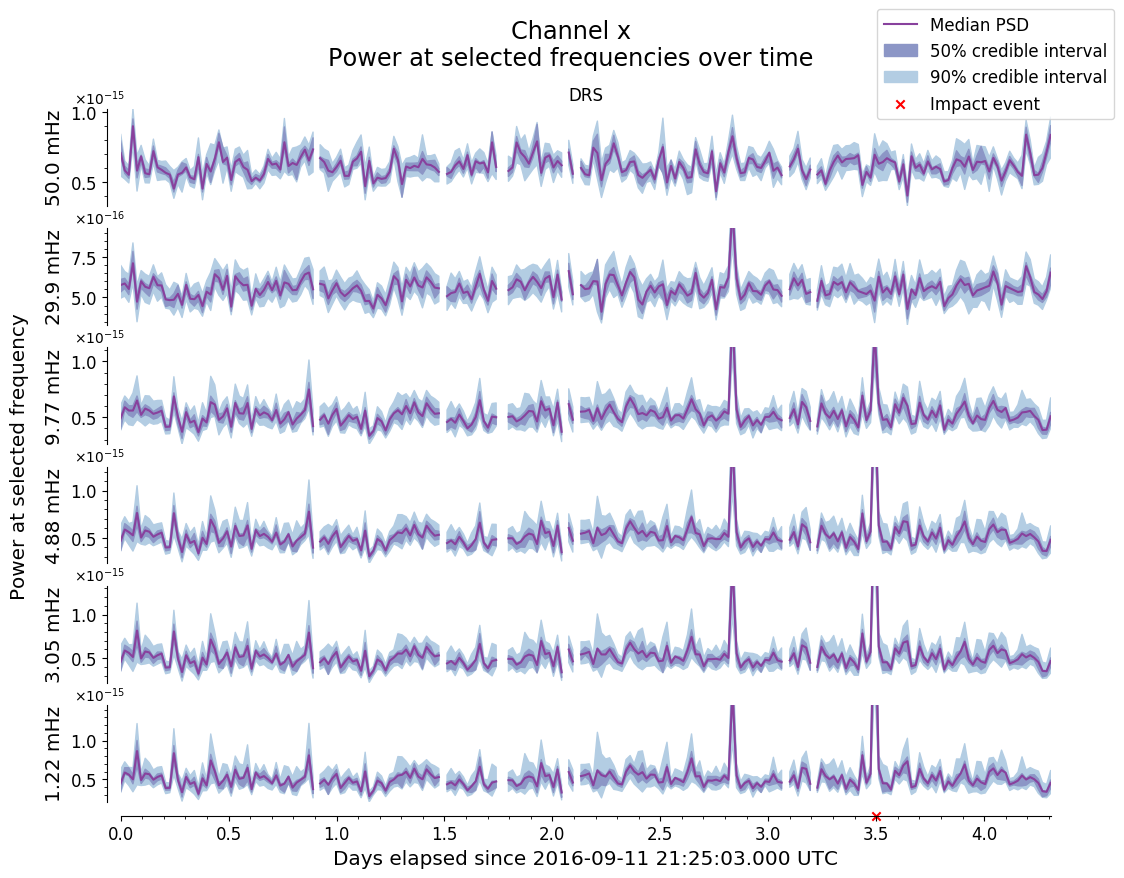 Channel x
Power at selected frequencies over time
Median PSD
50% credible interval
90% credible interval
Impact event
DRS
×10⁻¹⁵
1.0
0.5
50.0 mHz
×10⁻¹⁶
7.5
5.0
29.9 mHz
×10⁻¹⁵
1.0
0.5
9.77 mHz
×10⁻¹⁵
1.0
0.5
4.88 mHz
×10⁻¹⁵
1.0
0.5
3.05 mHz
×10⁻¹⁵
1.0
0.5
1.22 mHz
Power at selected frequency
0.0 0.5 1.0 1.5 2.0 2.5 3.0 3.5 4.0
Days elapsed since 2016-09-11 21:25:03.000 UTC